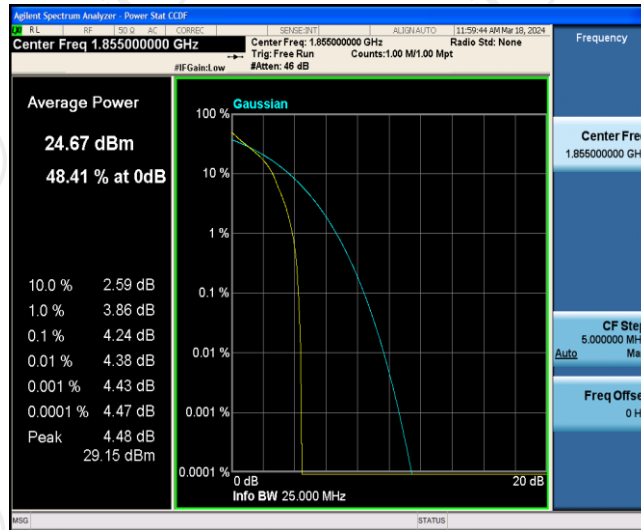 Agilent Spectrum Analyzer - Power Stat CCDF
RL RF 50 Ω AC CORREC SENSE:INT ALIGNAUTO 11:59:44 AM Mar 18, 2024
Center Freq 1.855000000 GHz
Center Freq: 1.855000000 GHz
Radio Std: None
Trig: Free Run Counts:1.00 M/1.00 Mpt
#IFGain:Low #Atten: 46 dB
Frequency
Average Power
24.67 dBm
48.41 % at 0dB
10.0 % 2.59 dB
1.0 % 3.86 dB
0.1 % 4.24 dB
0.01 % 4.38 dB
0.001 % 4.43 dB
0.0001 % 4.47 dB
Peak 4.48 dB
29.15 dBm
Gaussian
100 %
10 %
1 %
0.1 %
0.01 %
0.001 %
0.0001 %
0 dB 20 dB
Info BW 25.000 MHz
Center Fre
1.855000000 GH
CF Ste
5.000000 MH
Auto Ma
Freq Offse
0 H
MSG STATUS